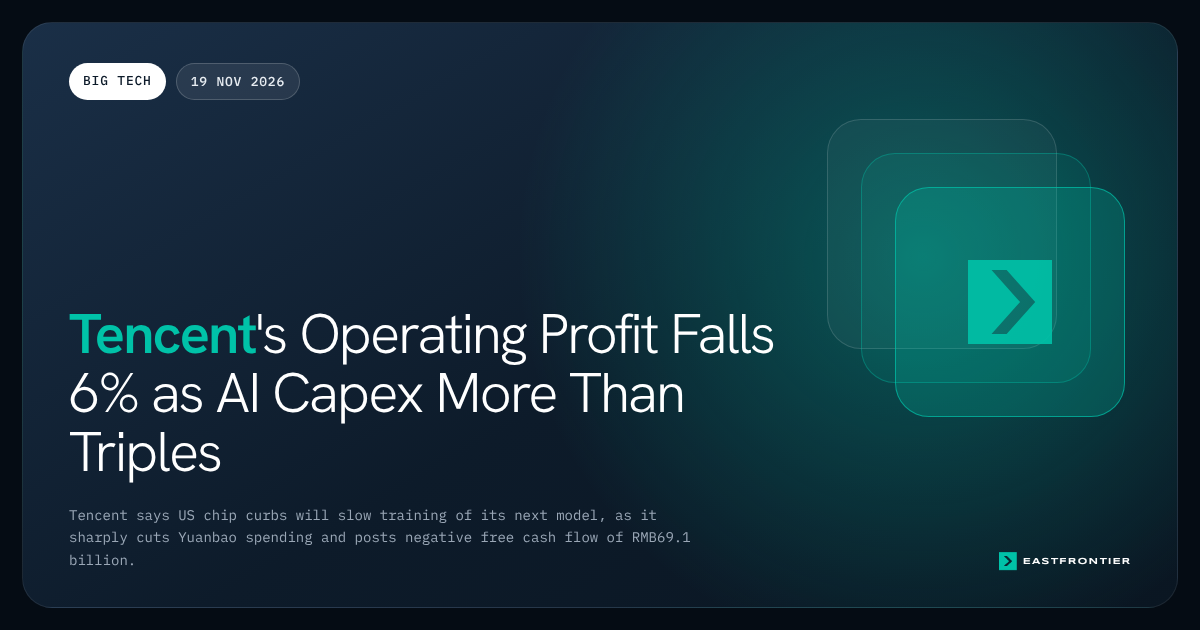 BIG TECH
19 NOV 2026
Tencent's Operating Profit Falls
6% as AI Capex More Than
Triples
Tencent says US chip curbs will slow training of its next model, as it
sharply cuts Yuanbao spending and posts negative free cash flow of RMB69.1
billion.
EASTFRONTIER